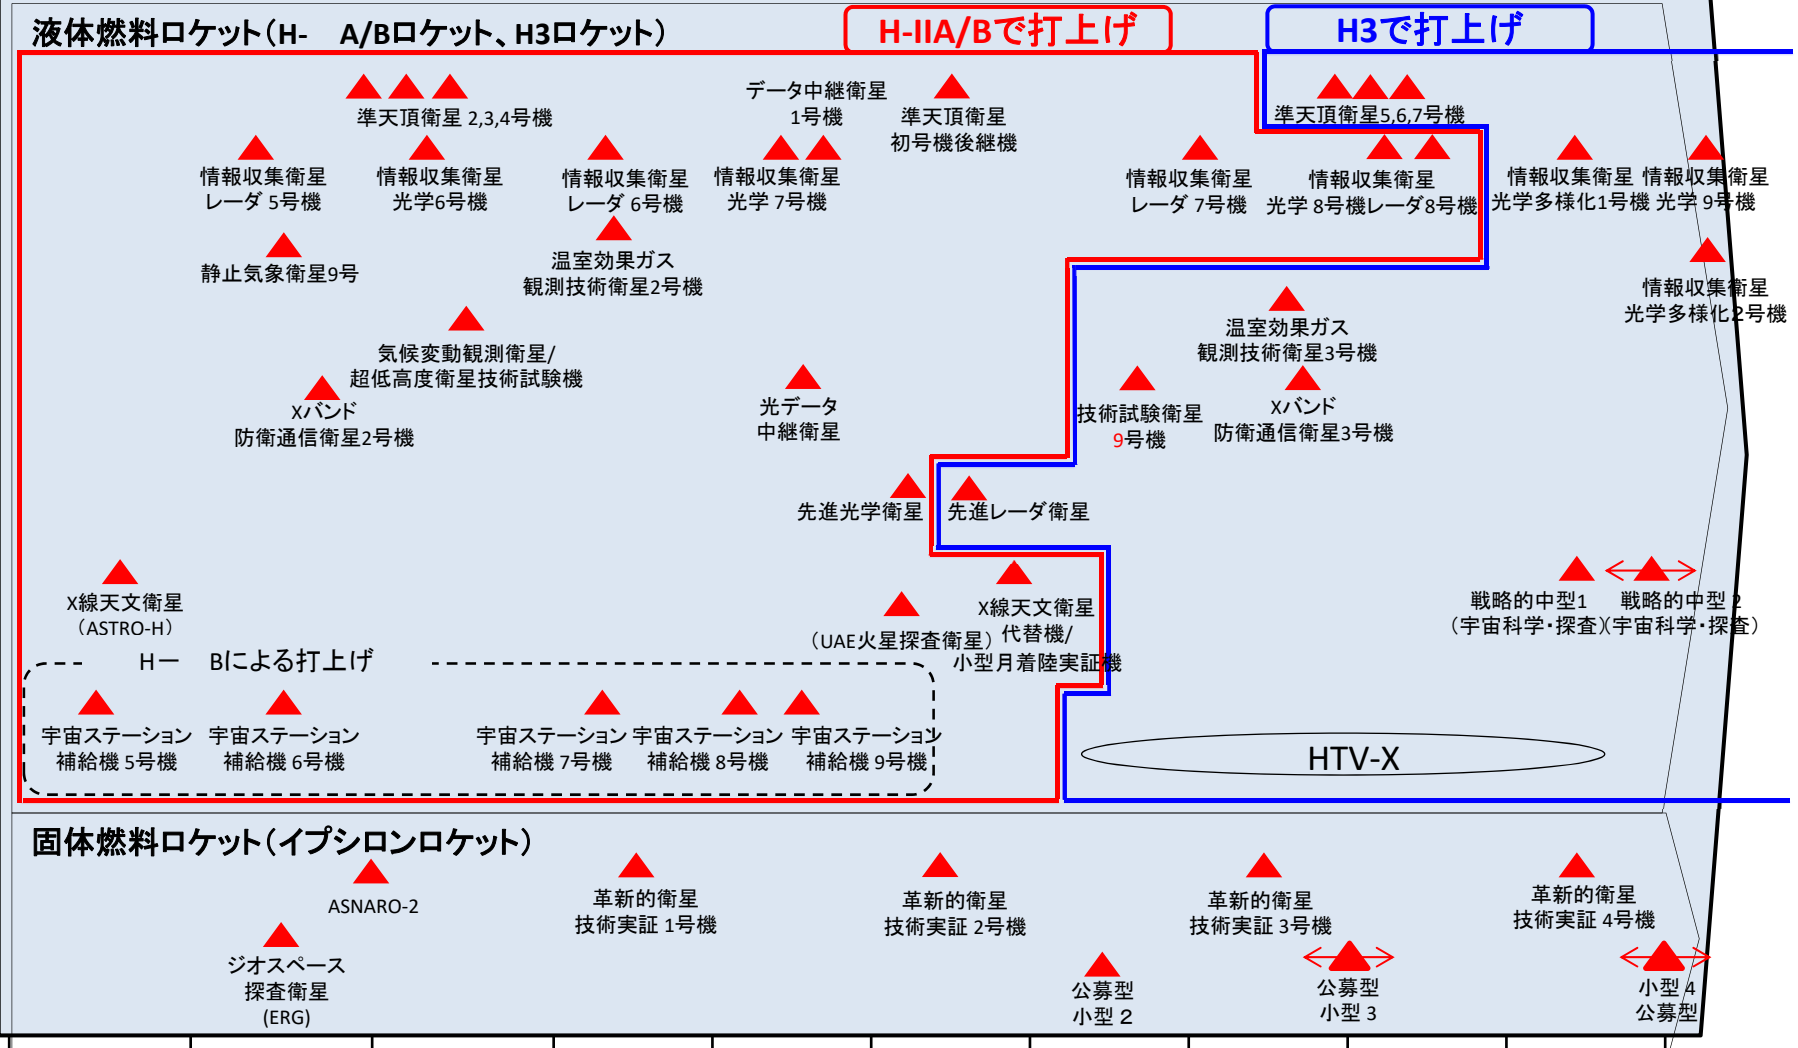 液体燃料ロケット（H-　A/Bロケット、H3ロケット）
H-IIA/Bで打上げ
H3で打上げ
準天頂衛星 2,3,4号機
データ中継衛星
1号機
準天頂衛星
初号機後継機
準天頂衛星5,6,7号機
情報収集衛星
レーダ 5号機
情報収集衛星
光学6号機
情報収集衛星
レーダ 6号機
情報収集衛星
光学 7号機
情報収集衛星
レーダ 7号機
情報収集衛星
光学 8号機レーダ8号機
情報収集衛星
光学多様化1号機
情報収集衛星
光学 9号機
静止気象衛星9号
温室効果ガス
観測技術衛星2号機
情報収集衛星
光学多様化2号機
気候変動観測衛星/
超低高度衛星技術試験機
温室効果ガス
観測技術衛星3号機
Xバンド
防衛通信衛星2号機
光データ
中継衛星
技術試験衛星
9号機
Xバンド
防衛通信衛星3号機
先進光学衛星
先進レーダ衛星
X線天文衛星
（ASTRO-H）
（UAE火星探査衛星）
X線天文衛星
代替機/
小型月着陸実証機
戦略的中型1
（宇宙科学・探査）
戦略的中型 2
（宇宙科学・探査）
Hー　Bによる打上げ
宇宙ステーション
補給機 5号機
宇宙ステーション
補給機 6号機
宇宙ステーション
補給機 7号機
宇宙ステーション
補給機 8号機
宇宙ステーション
補給機 9号機
HTV-X
固体燃料ロケット（イプシロンロケット）
ASNARO-2
革新的衛星
技術実証 1号機
革新的衛星
技術実証 2号機
革新的衛星
技術実証 3号機
革新的衛星
技術実証 4号機
ジオスペース
探査衛星
(ERG)
公募型
小型２
公募型
小型 3
小型 4
公募型